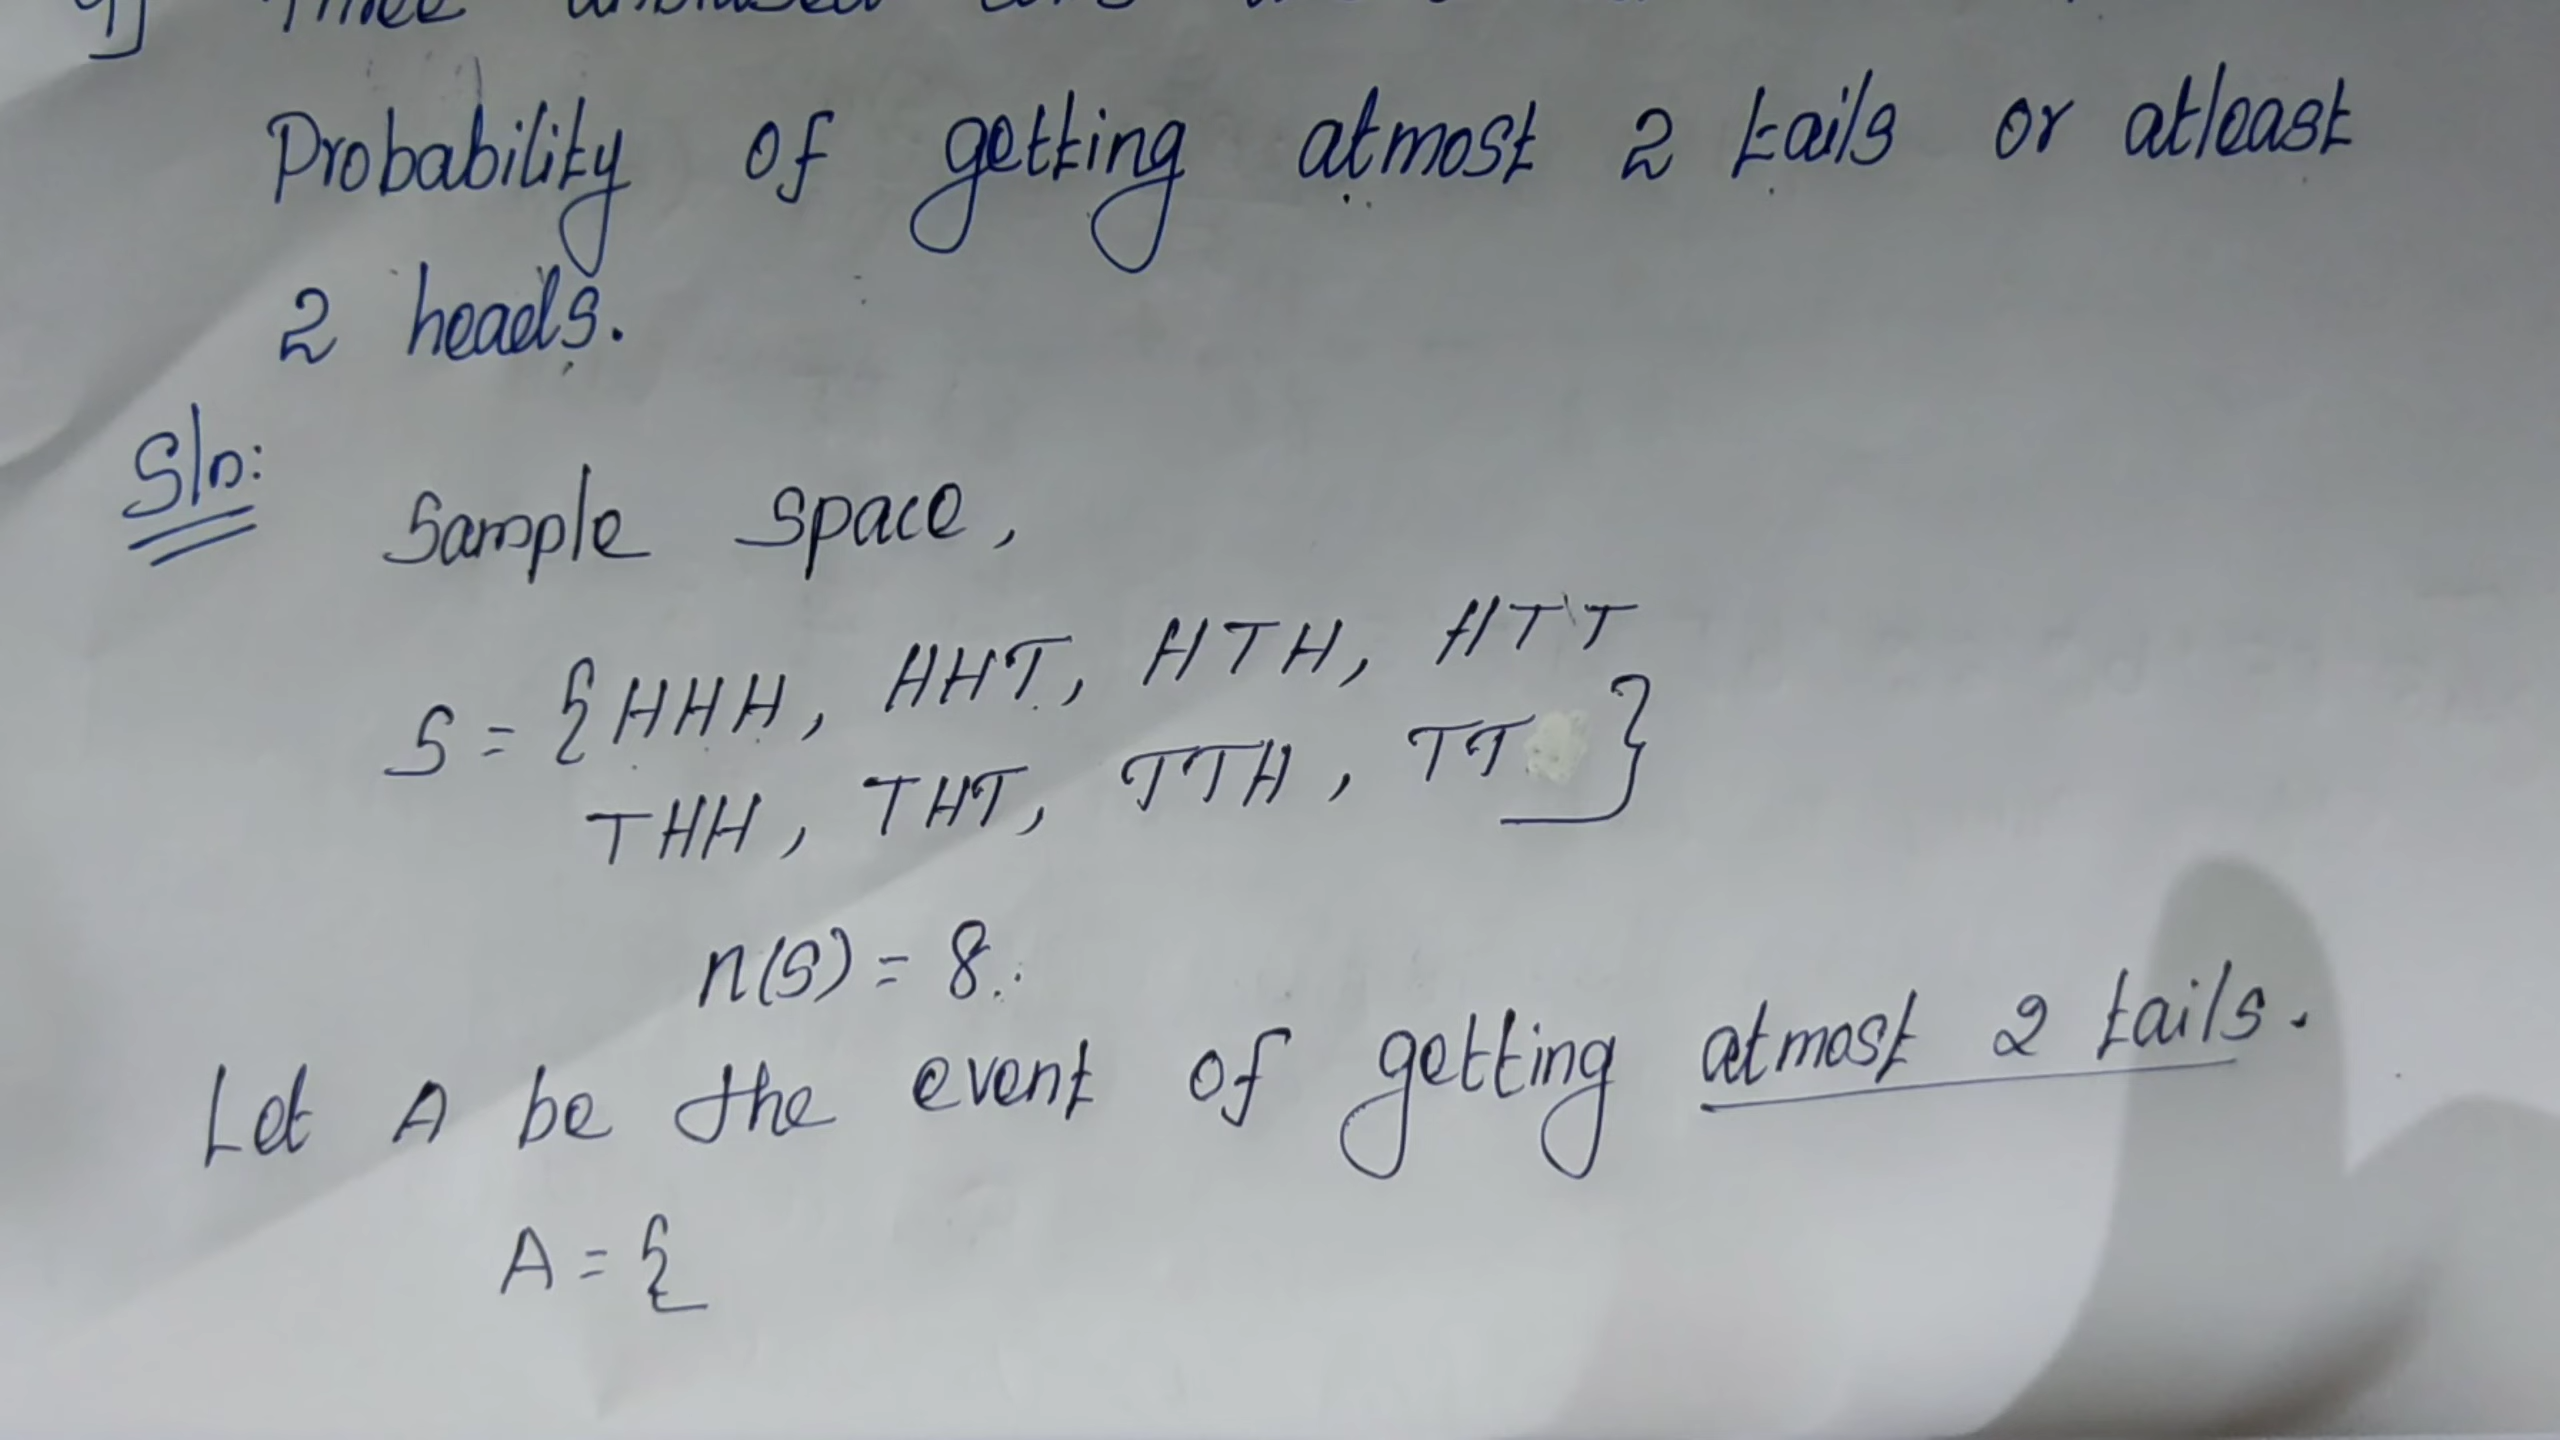 Probability of getting atmost 2 tails or atleast
2 heads.
Sln:
Sample space,
S = {HHH, HHT, HTH, HTT
THH, THT, TTH, TT }
n(S) = 8.
Let A be the event of getting atmost 2 tails.
A = {